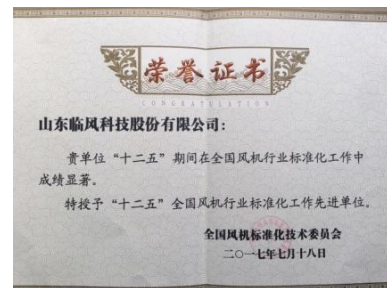 荣誉证书
CONGRATULATION
山东临风科技股份有限公司：
贵单位“十二五”期间在全国风机行业标准化工作中
成绩显著。
特授予“十二五”全国风机行业标准化工作先进单位。
全国风机标准化技术委员会
二〇一七年七月十八日